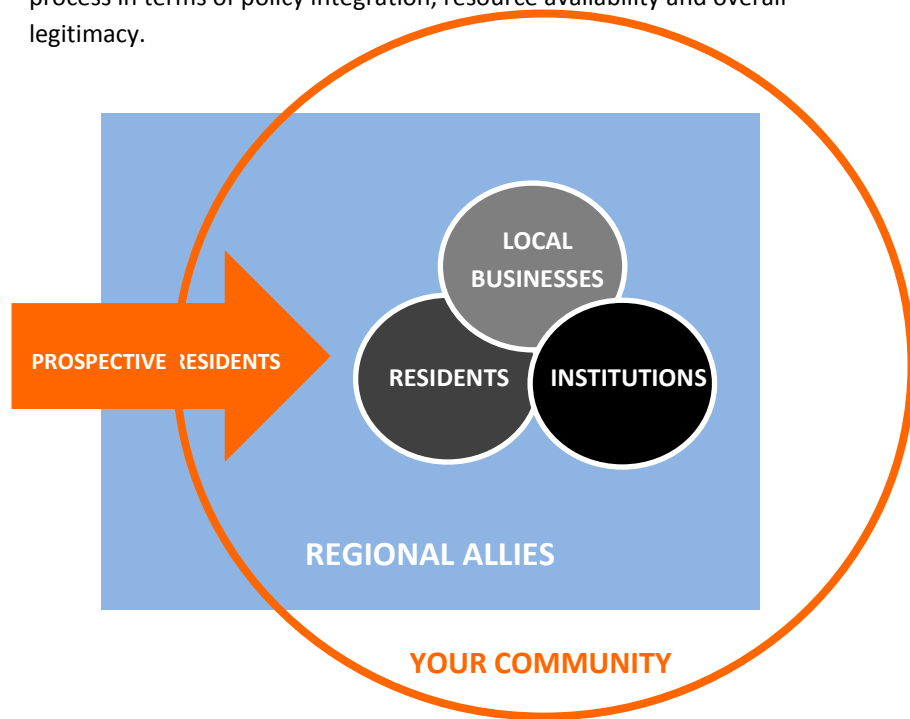 process in terms of policy integration, resource availability and overall
legitimacy.
LOCAL
BUSINESSES
PROSPECTIVE RESIDENTS
RESIDENTS
INSTITUTIONS
REGIONAL ALLIES
YOUR COMMUNITY